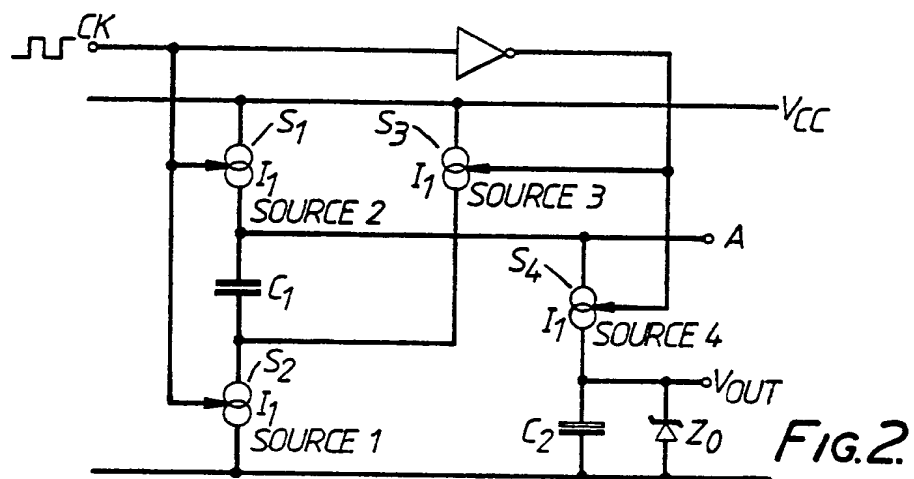 CK
VCC
S1
S3
I1
I1
SOURCE 2
SOURCE 3
A
S4
C1
I1
SOURCE 4
S2
VOUT
I1
C2
Z0
SOURCE 1
FIG.2.